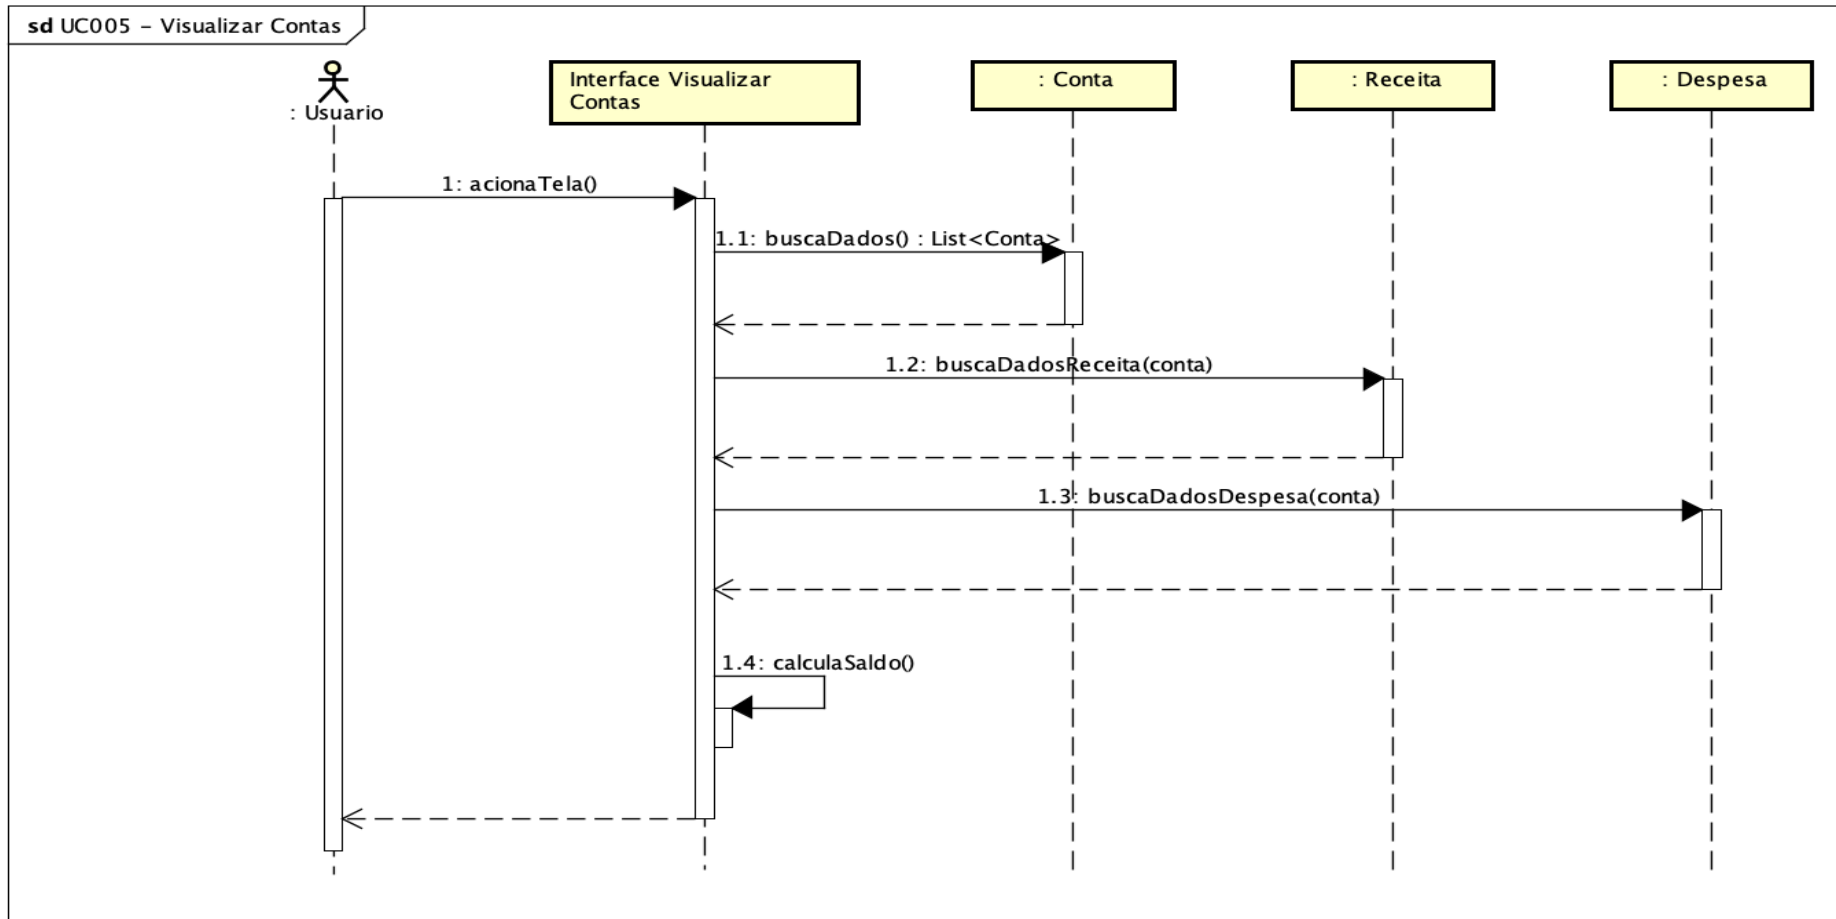 sd UC005 – Visualizar Contas
: Usuario
Interface Visualizar
Contas
: Conta
: Receita
: Despesa
1: acionaTela()
1.1: buscaDados() : List<Conta>
1.2: buscaDadosReceita(conta)
1.3: buscaDadosDespesa(conta)
1.4: calculaSaldo()